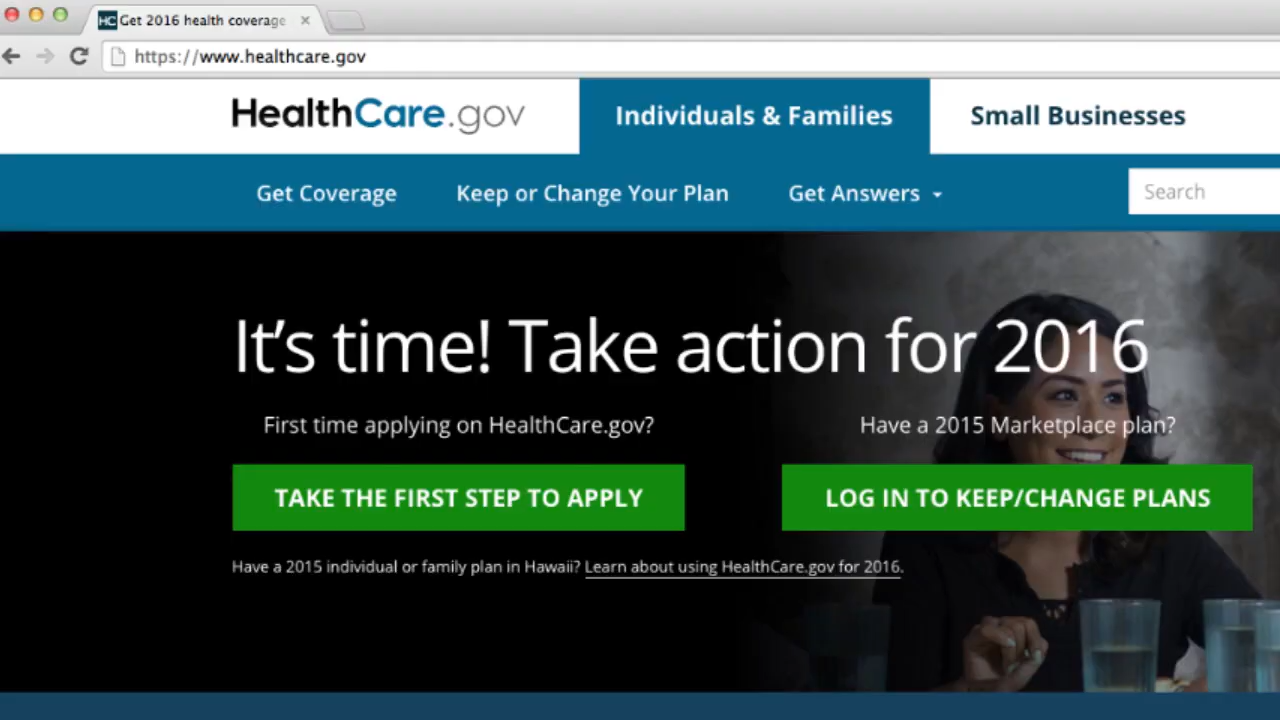 Get 2016 health coverage
https://www.healthcare.gov
HealthCare.gov
Individuals & Families
Small Businesses
Get Coverage
Keep or Change Your Plan
Get Answers
Search
It's time! Take action for 2016
First time applying on HealthCare.gov?
Have a 2015 Marketplace plan?
TAKE THE FIRST STEP TO APPLY
LOG IN TO KEEP/CHANGE PLANS
Have a 2015 individual or family plan in Hawaii? Learn about using HealthCare.gov for 2016.